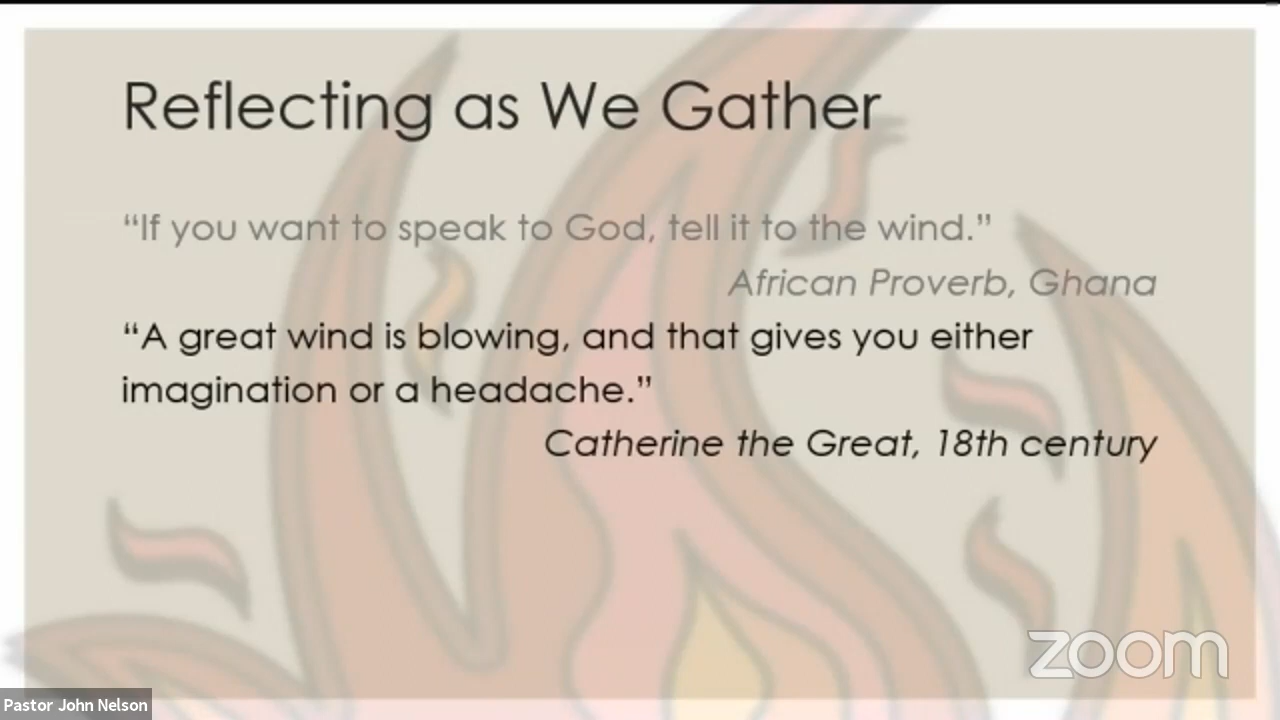 Reflecting as We Gather
“If you want to speak to God, tell it to the wind.”
African Proverb, Ghana
“A great wind is blowing, and that gives you either
imagination or a headache.”
Catherine the Great, 18th century
zoom
Pastor John Nelson